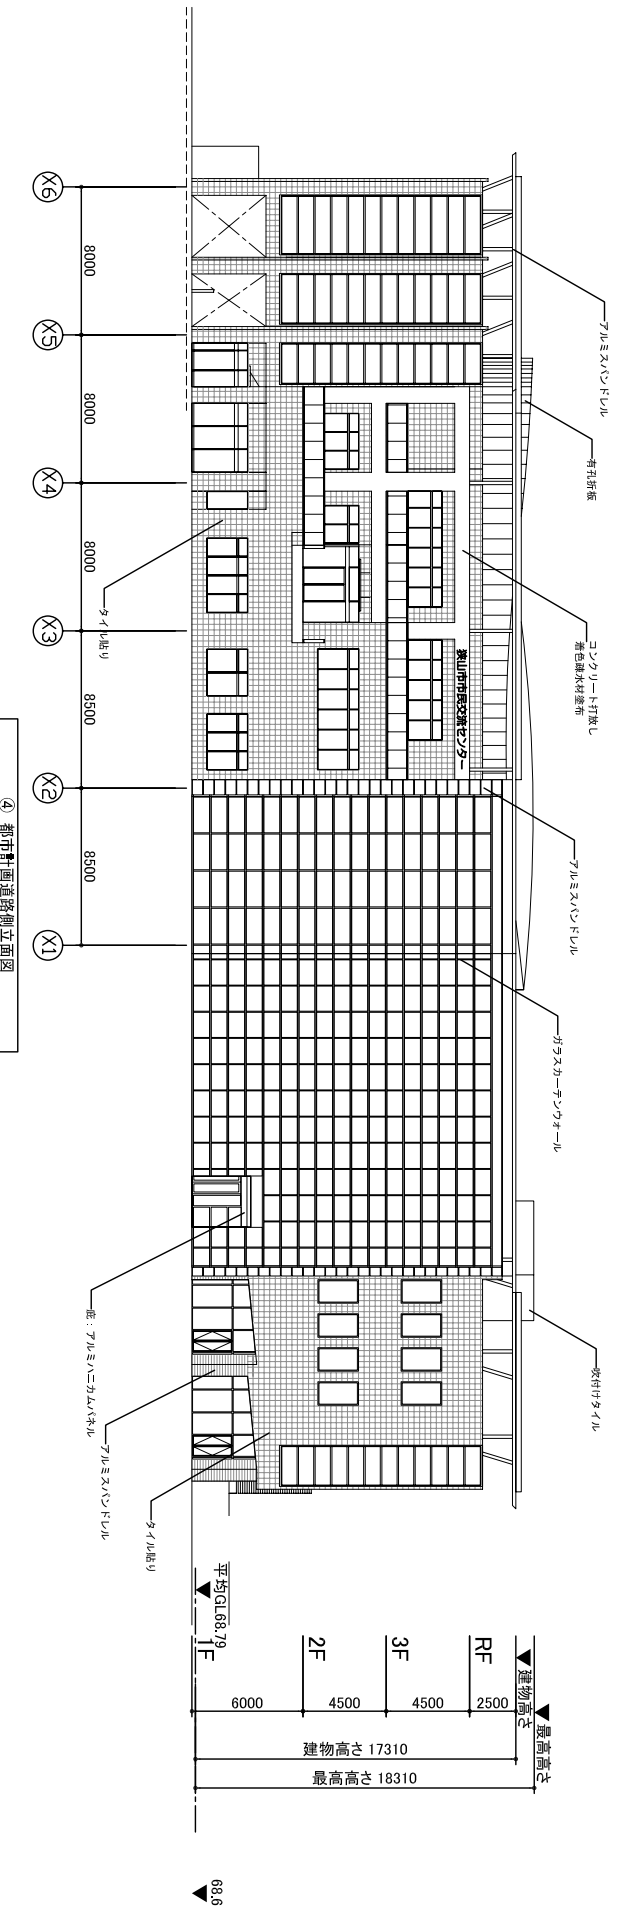 アルミスパンドレル
有孔折板
コンクリート打放し
着色疎水材塗布
アルミスパンドレル
ガラスカーテンウォール
吹付けタイル
狭山市市民交流センター
タイル貼り
庇：アルミハニカムパネル
アルミスパンドレル
タイル貼り
X6
8000
X5
8000
X4
8000
X3
8500
X2
8500
X1
最高高さ
建物高さ
RF
3F
2F
1F
平均GL68.79
2500
4500
4500
6000
建物高さ 17310
最高高さ 18310
68.6
④ 都市計画道路側立面図